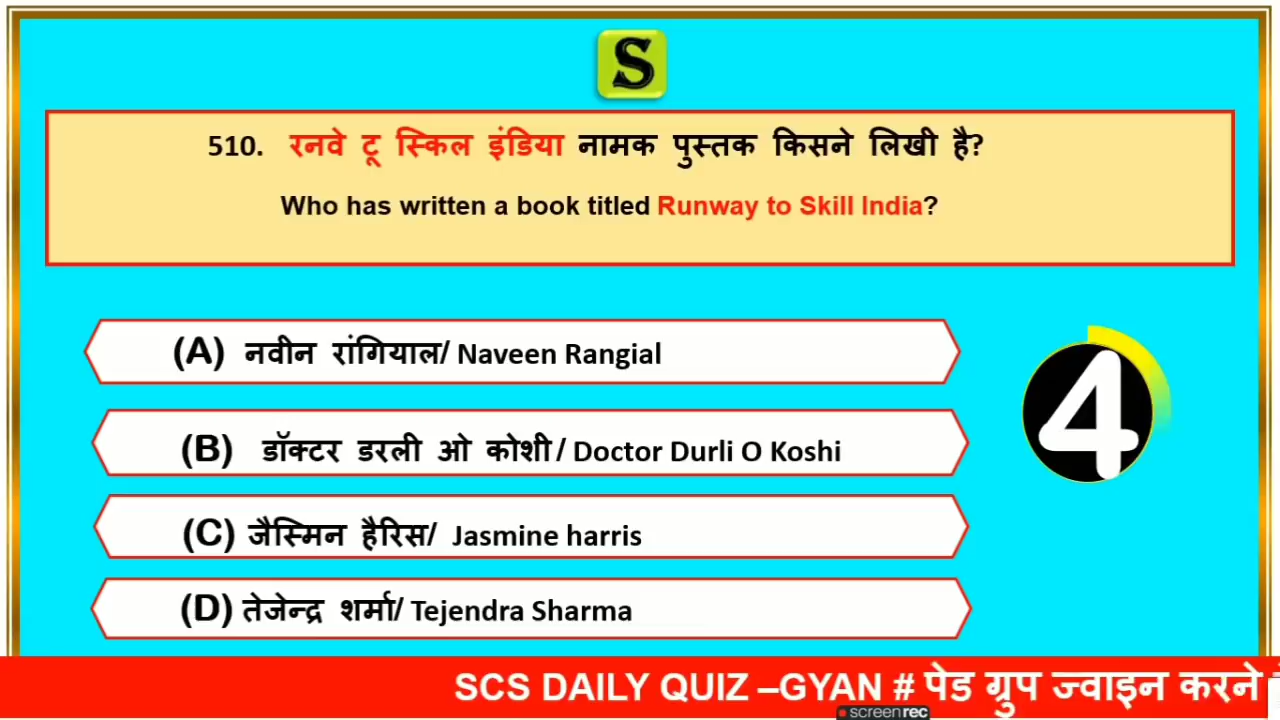 S
510. रनवे टू स्किल इंडिया नामक पुस्तक किसने लिखी है?
Who has written a book titled Runway to Skill India?
(A) नवीन रांगियाल/ Naveen Rangial
4
(B) डॉक्टर डरली ओ कोशी/ Doctor Durli O Koshi
(C) जैस्मिन हैरिस/ Jasmine harris
(D) तेजेन्द्र शर्मा/ Tejendra Sharma
SCS DAILY QUIZ –GYAN # पेड ग्रुप ज्वाइन करने
screenrec